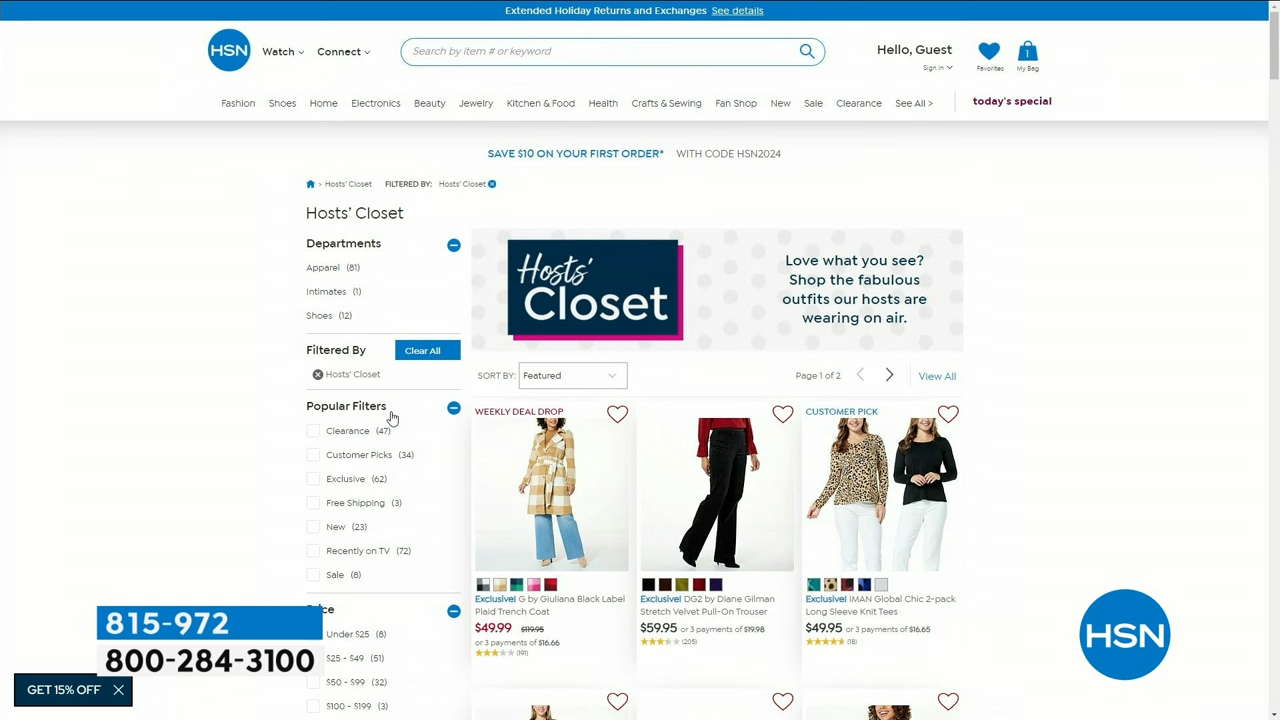 Extended Holiday Returns and Exchanges See details
HSN
Watch
Connect
Search by item # or keyword
Hello, Guest
Sign In
Favorites
1
My Bag
Fashion Shoes Home Electronics Beauty Jewelry Kitchen & Food Health Crafts & Sewing Fan Shop New Sale Clearance See All >
today's special
SAVE $10 ON YOUR FIRST ORDER* WITH CODE HSN2024
> Hosts' Closet FILTERED BY: Hosts' Closet
Hosts' Closet
Departments
Apparel (81)
Intimates (1)
Shoes (12)
Filtered By
Clear All
Hosts' Closet
Popular Filters
Clearance (47)
Customer Picks (34)
Exclusive (62)
Free Shipping (3)
New (23)
Recently on TV (72)
Sale (8)
Under $25 (8)
$25 - $49 (51)
$50 - $99 (32)
$100 - $199 (3)
Hosts'
Closet
Love what you see?
Shop the fabulous
outfits our hosts are
wearing on air.
SORT BY: Featured
Page 1 of 2
View All
WEEKLY DEAL DROP
Exclusive! G by Giuliana Black Label
Plaid Trench Coat
$49.99 $119.95
or 3 payments of $16.66
(191)
Exclusive! DG2 by Diane Gilman
Stretch Velvet Pull-On Trouser
$59.95 or 3 payments of $19.98
(205)
CUSTOMER PICK
Exclusive! IMAN Global Chic 2-pack
Long Sleeve Knit Tees
$49.95 or 3 payments of $16.65
(18)
815-972
800-284-3100
GET 15% OFF
HSN